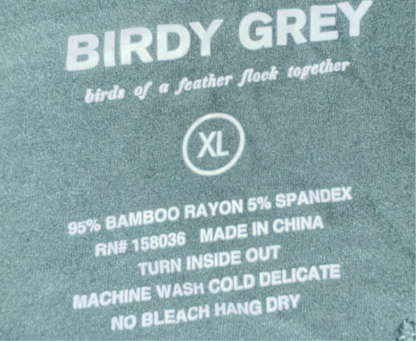 BIRDY GREY
birds of a feather flock together
XL
95% BAMBOO RAYON 5% SPANDEX
RN# 158036 MADE IN CHINA
TURN INSIDE OUT
MACHINE WASH COLD DELICATE
NO BLEACH HANG DRY